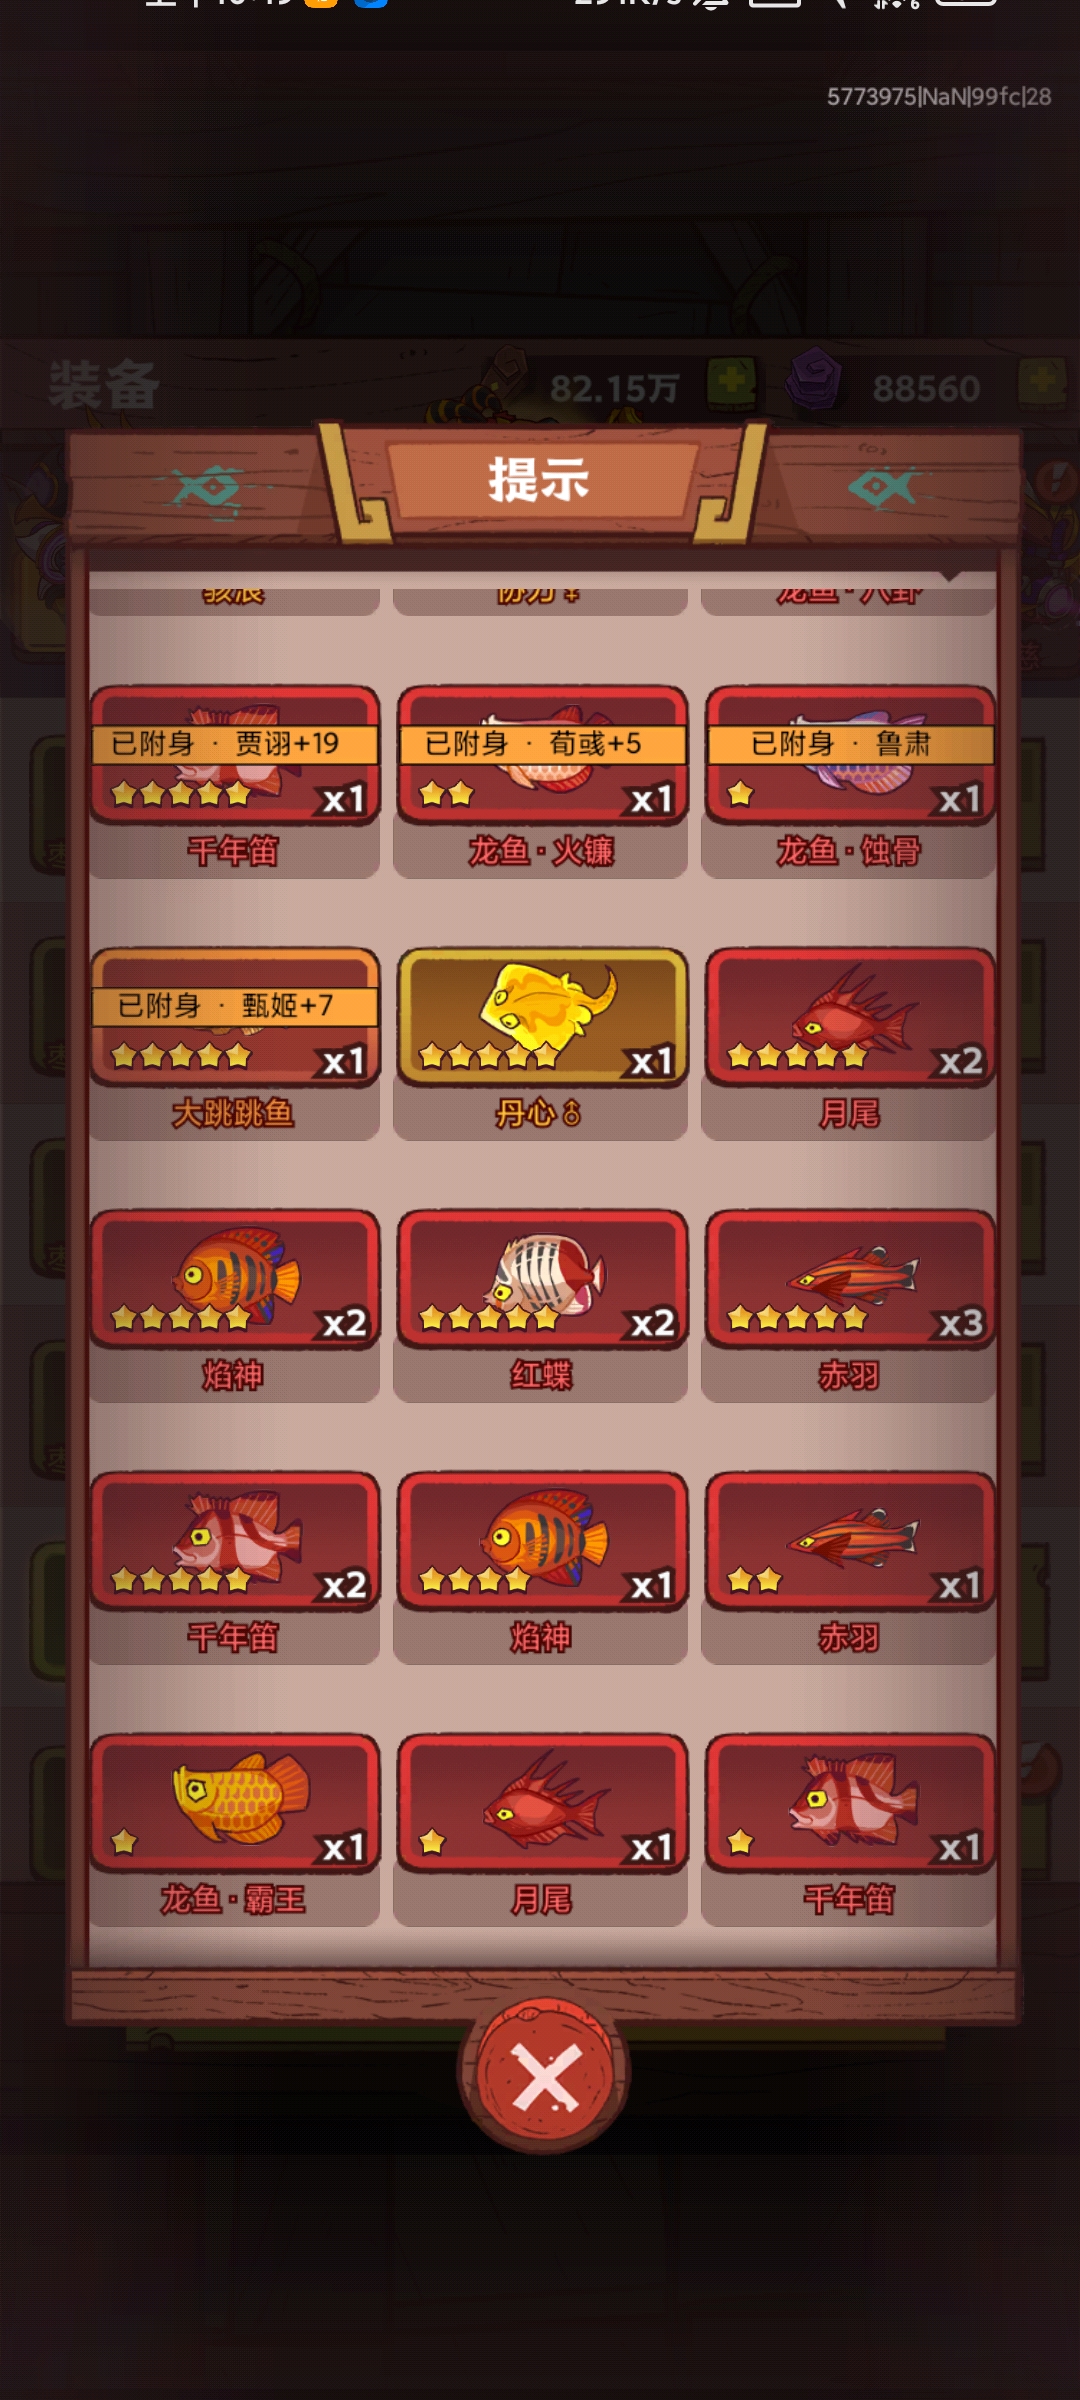 5773975|NaN|99fc|28
装备
82.15万
88560
提示
龙鱼·八卦
已附身 · 贾诩+19
x1
千年笛
已附身 · 荀彧+5
x1
龙鱼·火镰
已附身 · 鲁肃
x1
龙鱼·蚀骨
已附身 · 甄姬+7
x1
大跳跳鱼
x1
丹心♂
x2
月尾
x2
焰神
x2
红蝶
x3
赤羽
x2
千年笛
x1
焰神
x1
赤羽
x1
龙鱼·霸王
x1
月尾
x1
千年笛